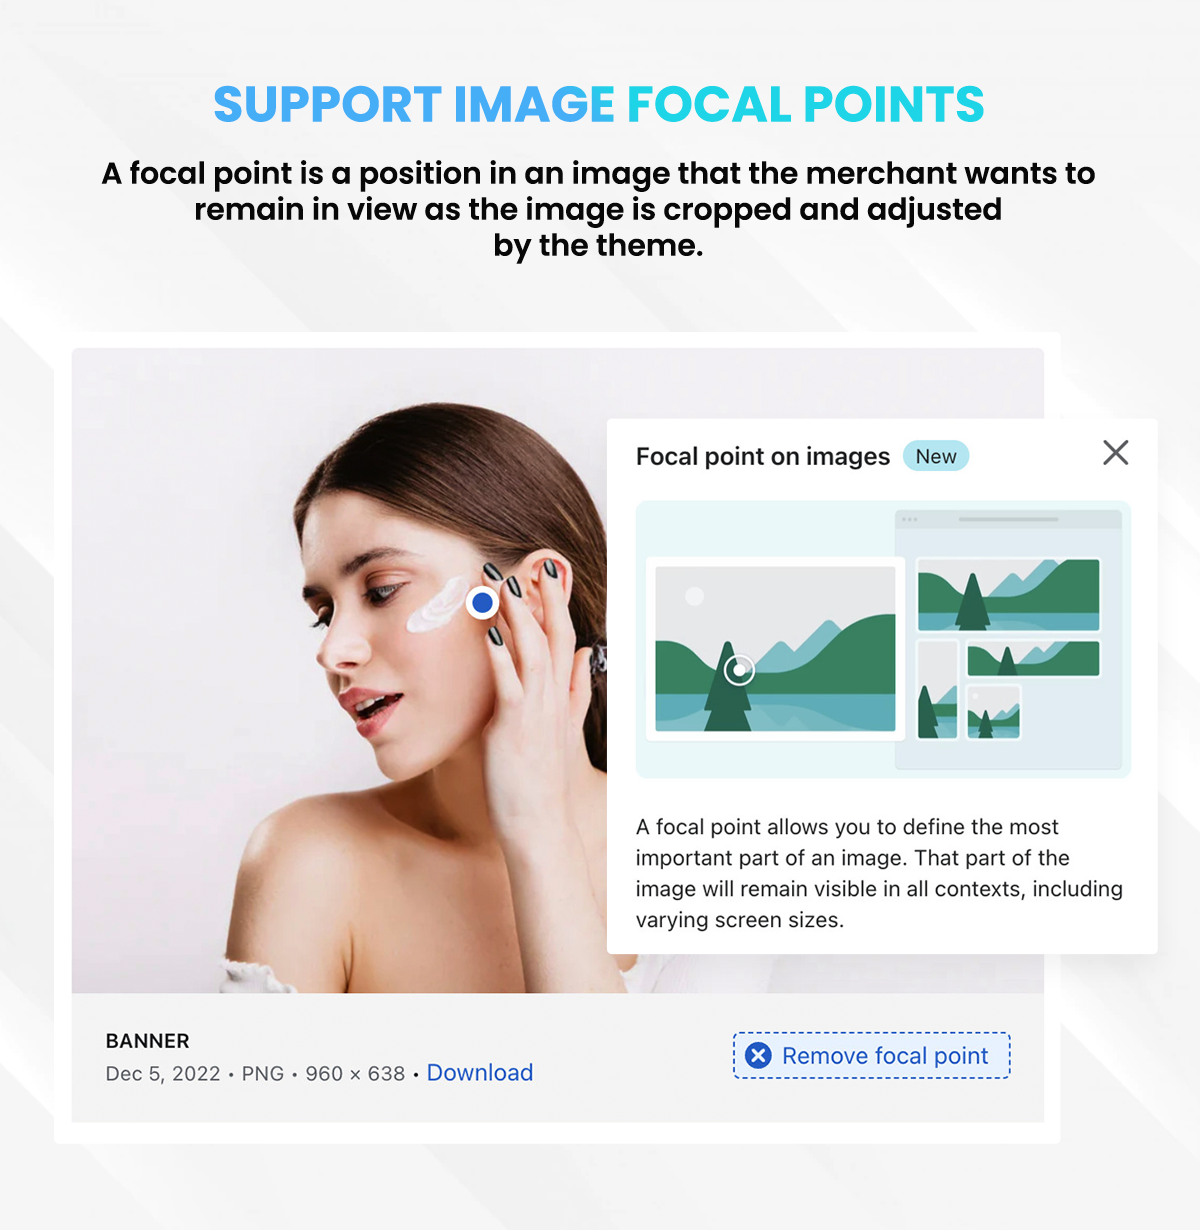 SUPPORT IMAGE FOCAL POINTS
A focal point is a position in an image that the merchant wants to
remain in view as the image is cropped and adjusted
by the theme.
Focal point on images New
A focal point allows you to define the most
important part of an image. That part of the
image will remain visible in all contexts, including
varying screen sizes.
BANNER
Dec 5, 2022 • PNG • 960 × 638 • Download
Remove focal point